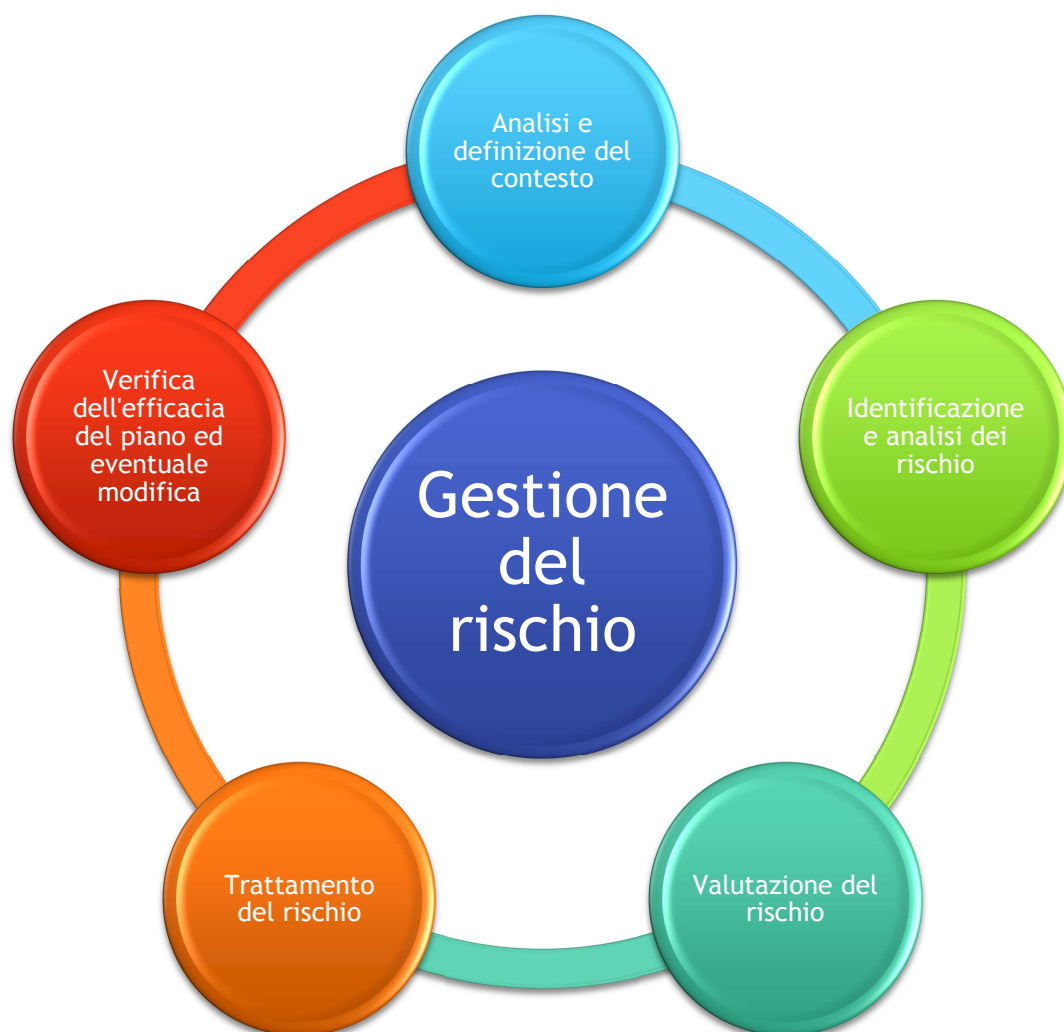 Analisi e
definizione del
contesto
Identificazione
e analisi dei
rischio
Valutazione del
rischio
Trattamento
del rischio
Verifica
dell'efficacia
del piano ed
eventuale
modifica
Gestione
del
rischio